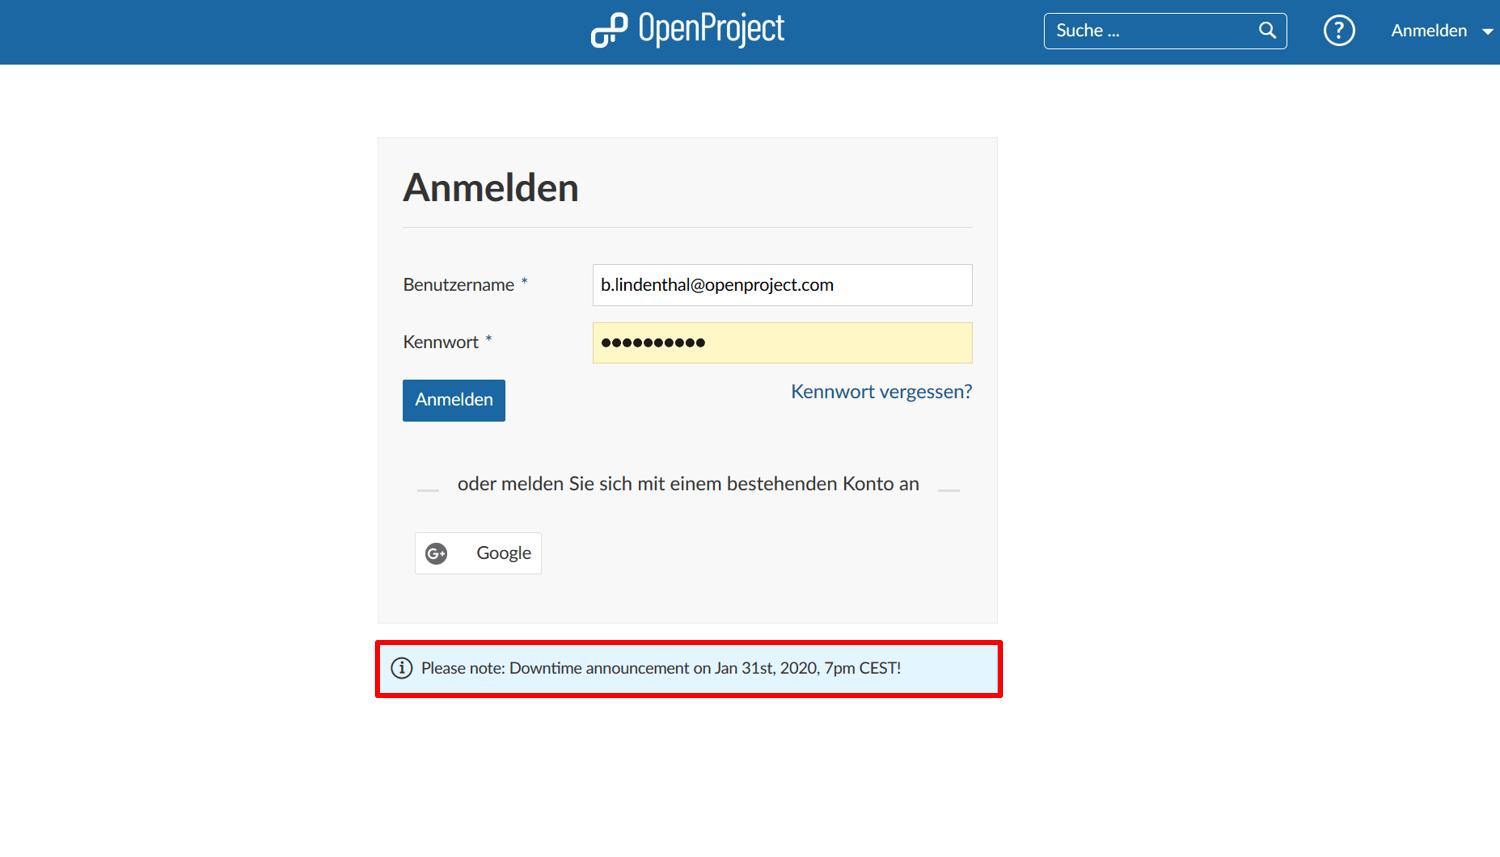 OpenProject
Suche ...
?
Anmelden
Anmelden
Benutzername *
b.lindenthal@openproject.com
Kennwort *
●●●●●●●●●●
Anmelden
Kennwort vergessen?
oder melden Sie sich mit einem bestehenden Konto an
G+ Google
i Please note: Downtime announcement on Jan 31st, 2020, 7pm CEST!